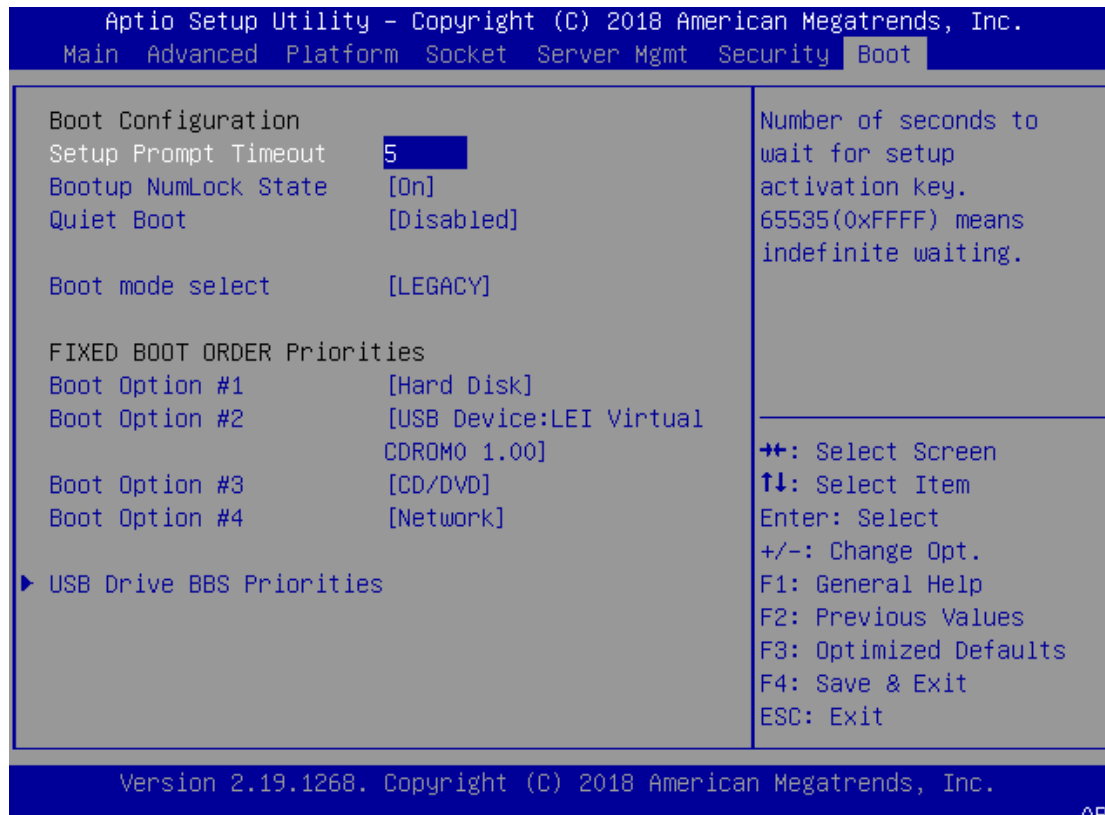 Aptio Setup Utility – Copyright (C) 2018 American Megatrends, Inc.
Main Advanced Platform Socket Server Mgmt Security Boot
Boot Configuration
Setup Prompt Timeout 5
Bootup NumLock State [On]
Quiet Boot [Disabled]
Boot mode select [LEGACY]
FIXED BOOT ORDER Priorities
Boot Option #1 [Hard Disk]
Boot Option #2 [USB Device:LEI Virtual
CDROM0 1.00]
Boot Option #3 [CD/DVD]
Boot Option #4 [Network]
▶ USB Drive BBS Priorities
Number of seconds to
wait for setup
activation key.
65535(0xFFFF) means
indefinite waiting.
→←: Select Screen
↑↓: Select Item
Enter: Select
+/-: Change Opt.
F1: General Help
F2: Previous Values
F3: Optimized Defaults
F4: Save & Exit
ESC: Exit
Version 2.19.1268. Copyright (C) 2018 American Megatrends, Inc.